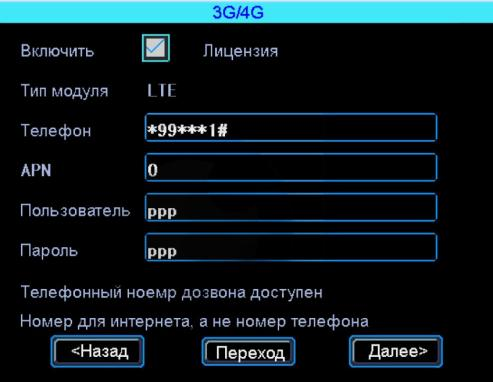 3G/4G
Включить Лицензия
Тип модуля LTE
Телефон *99***1#
APN 0
Пользователь ppp
Пароль ppp
Телефонный ноемр дозвона доступен
Номер для интернета, а не номер телефона
<Назад Переход Далее>